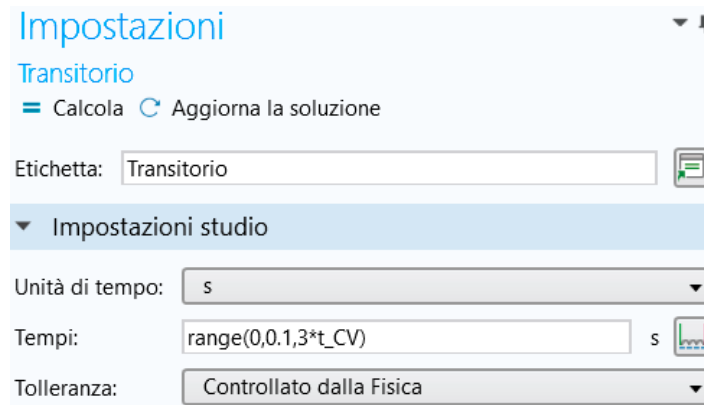 Impostazioni
Transitorio
= Calcola Aggiorna la soluzione
Etichetta: Transitorio
Impostazioni studio
Unità di tempo: s
Tempi: range(0,0.1,3*t_CV) s
Tolleranza: Controllato dalla Fisica